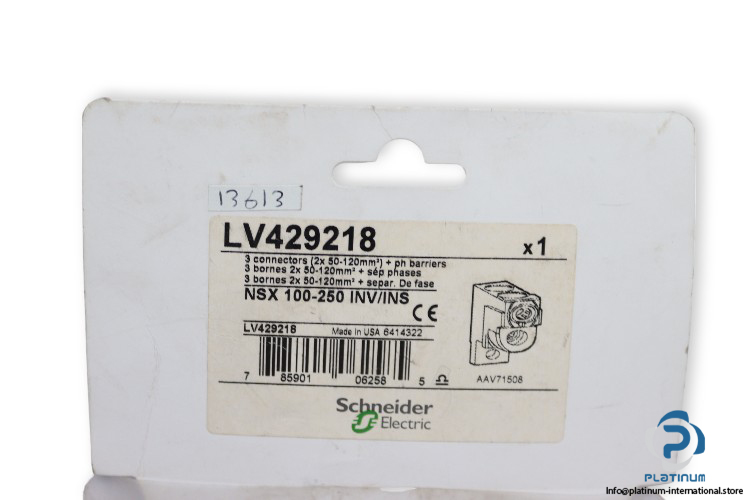 13613
LV429218
x1
3 connectors (2x 50-120mm²) + ph barriers
3 bornes 2x 50-120mm² + sép phases
3 bornes 2x 50-120mm² + separ. De fase
NSX 100-250 INV/INS
CE
LV429218 Made in USA 6414322
7 85901 06258 5
AAV71508
Schneider
Electric
PLATINUM
Info@platinum-international.store